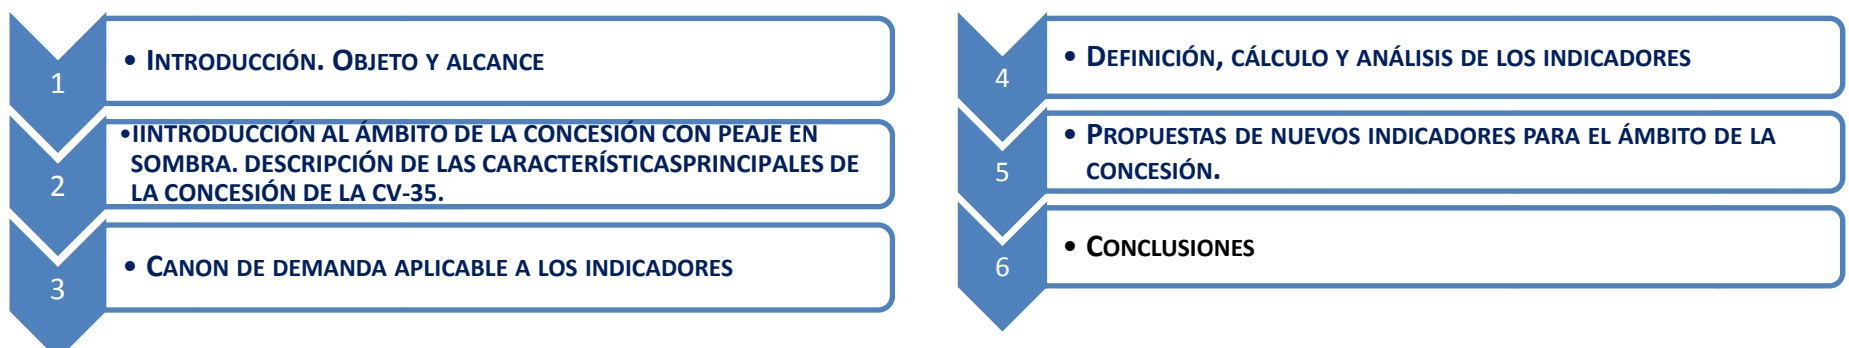 1
• INTRODUCCIÓN. OBJETO Y ALCANCE
2
•IINTRODUCCIÓN AL ÁMBITO DE LA CONCESIÓN CON PEAJE EN
SOMBRA. DESCRIPCIÓN DE LAS CARACTERÍSTICASPRINCIPALES DE
LA CONCESIÓN DE LA CV-35.
3
• CANON DE DEMANDA APLICABLE A LOS INDICADORES
4
• DEFINICIÓN, CÁLCULO Y ANÁLISIS DE LOS INDICADORES
5
• PROPUESTAS DE NUEVOS INDICADORES PARA EL ÁMBITO DE LA
CONCESIÓN.
6
• CONCLUSIONES